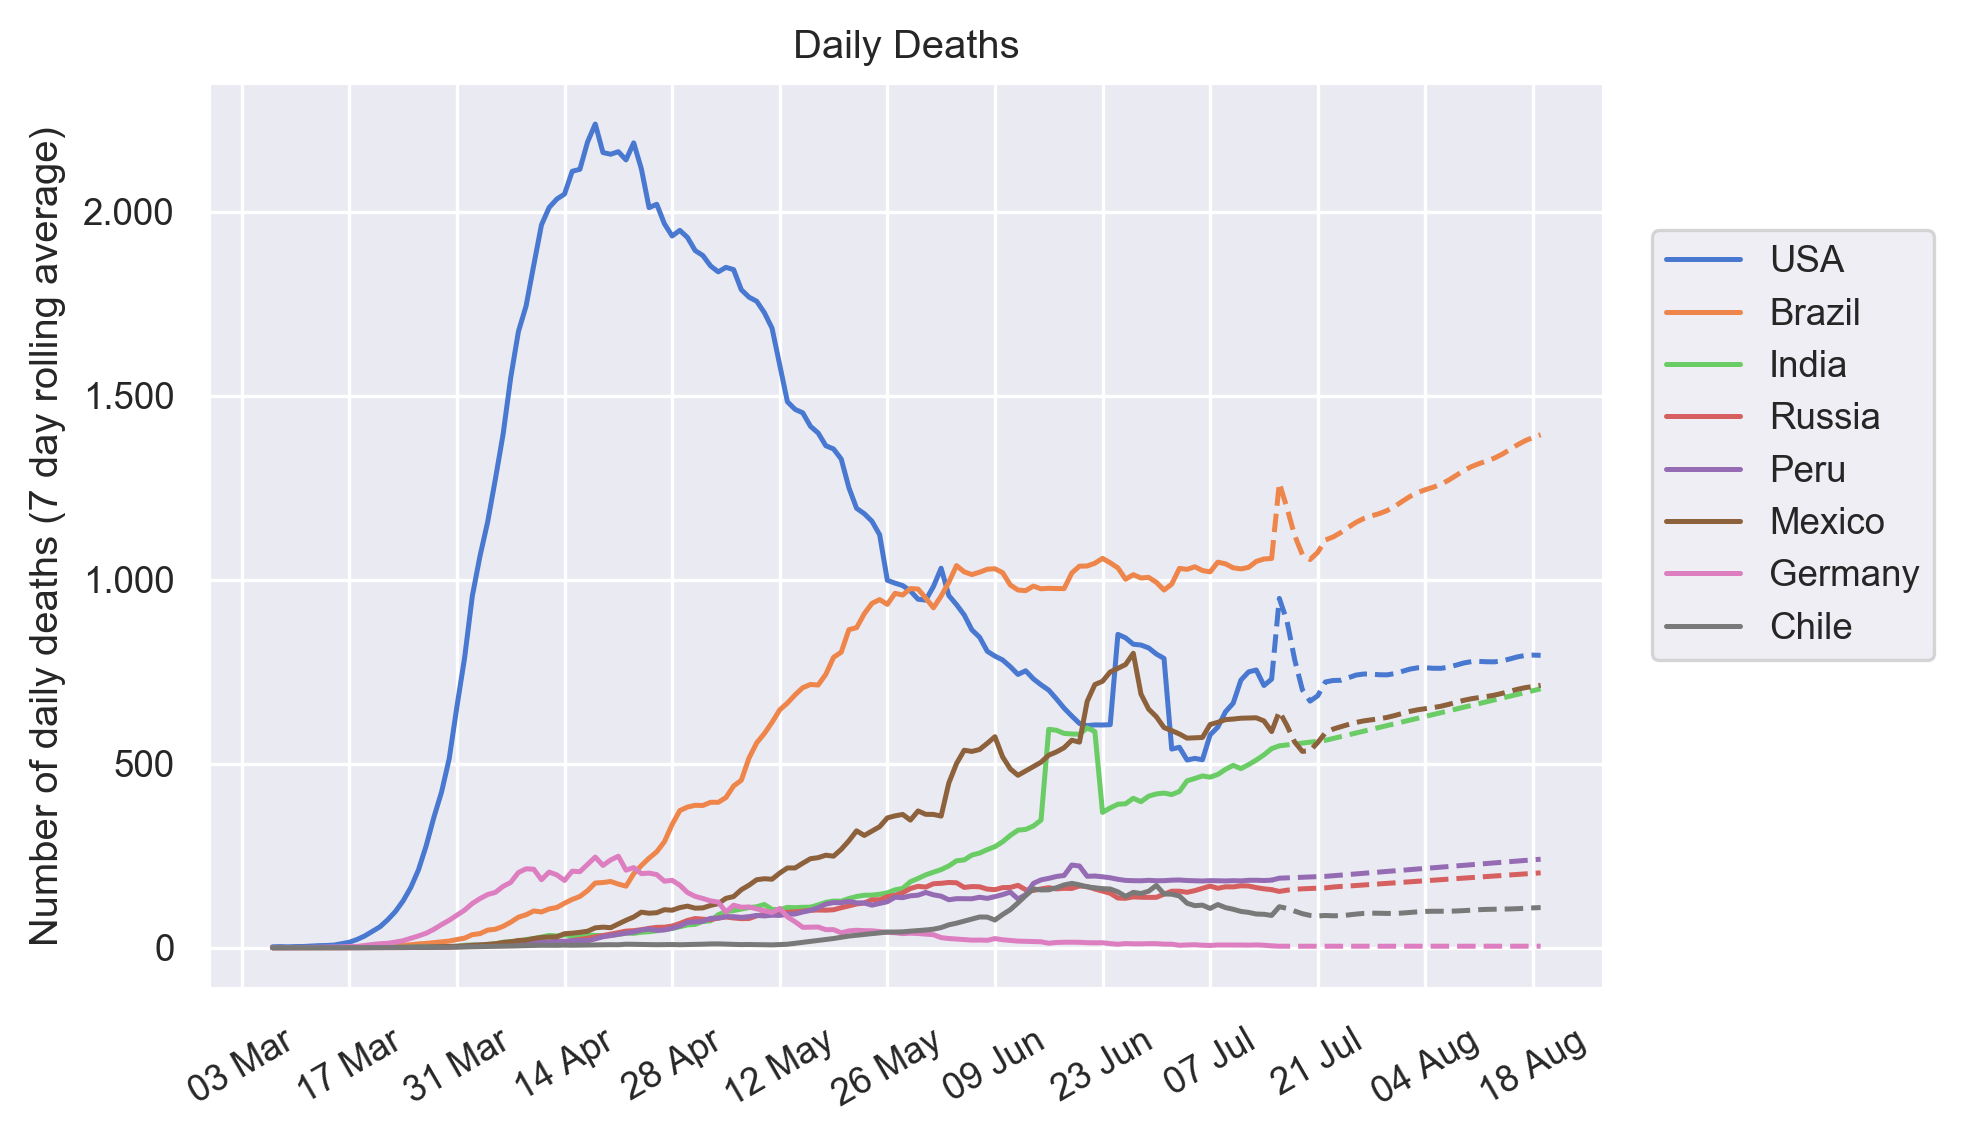 Daily Deaths
Number of daily deaths (7 day rolling average)
2.000
1.500
1.000
500
0
03 Mar
17 Mar
31 Mar
14 Apr
28 Apr
12 May
26 May
09 Jun
23 Jun
07 Jul
21 Jul
04 Aug
18 Aug
USA
Brazil
India
Russia
Peru
Mexico
Germany
Chile